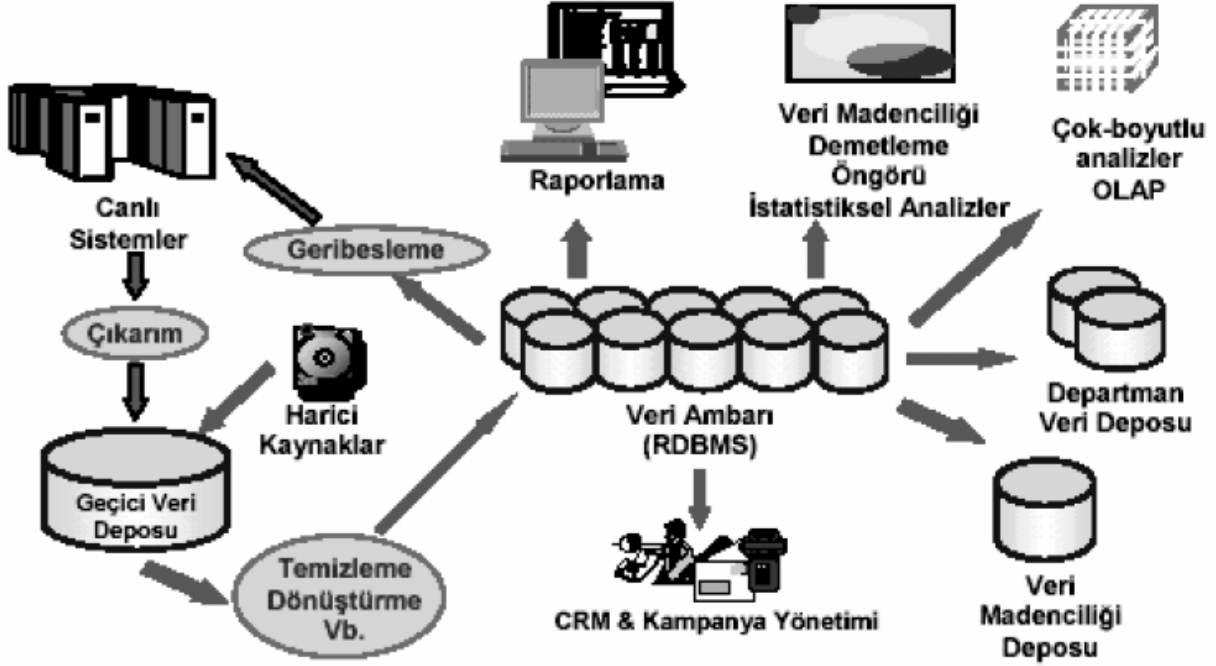 Raporlama
Veri Madenciliği
Demetleme
Öngörü
İstatistiksel Analizler
Çok-boyutlu
analizler
OLAP
Canlı
Sistemler
Geribesleme
Çıkarım
Harici
Kaynaklar
Geçici Veri
Deposu
Temizleme
Dönüştürme
Vb.
Veri Ambarı
(RDBMS)
CRM & Kampanya Yönetimi
Departman
Veri Deposu
Veri
Madenciliği
Deposu